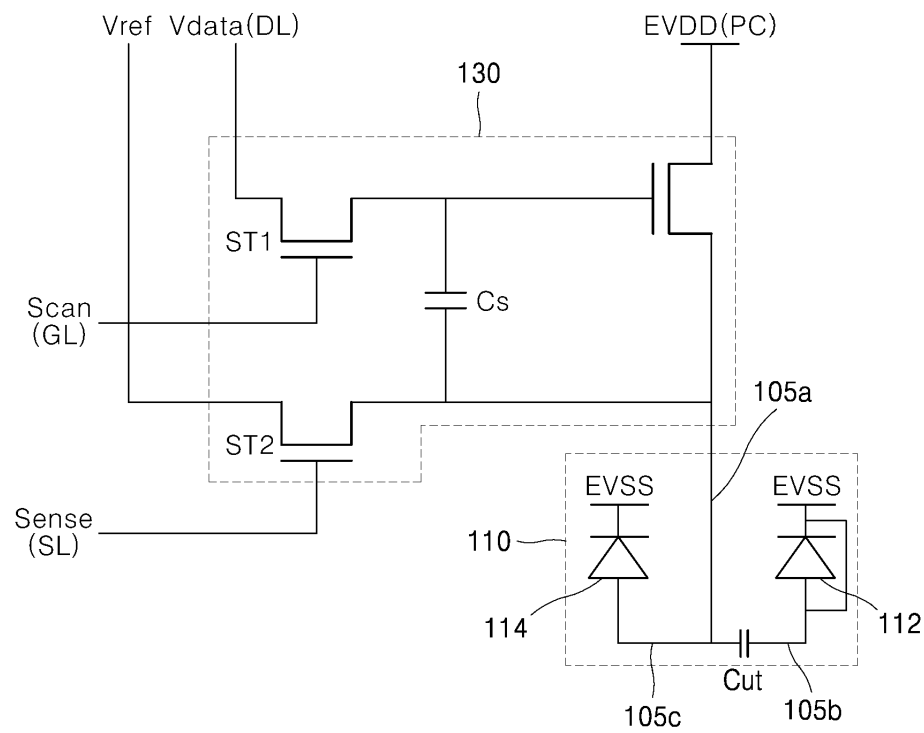 Vref Vdata(DL) EVDD(PC)
130
ST1
Scan
(GL)
Cs
105a
ST2
EVSS EVSS
Sense
(SL)
110
114
112
Cut
105c
105b